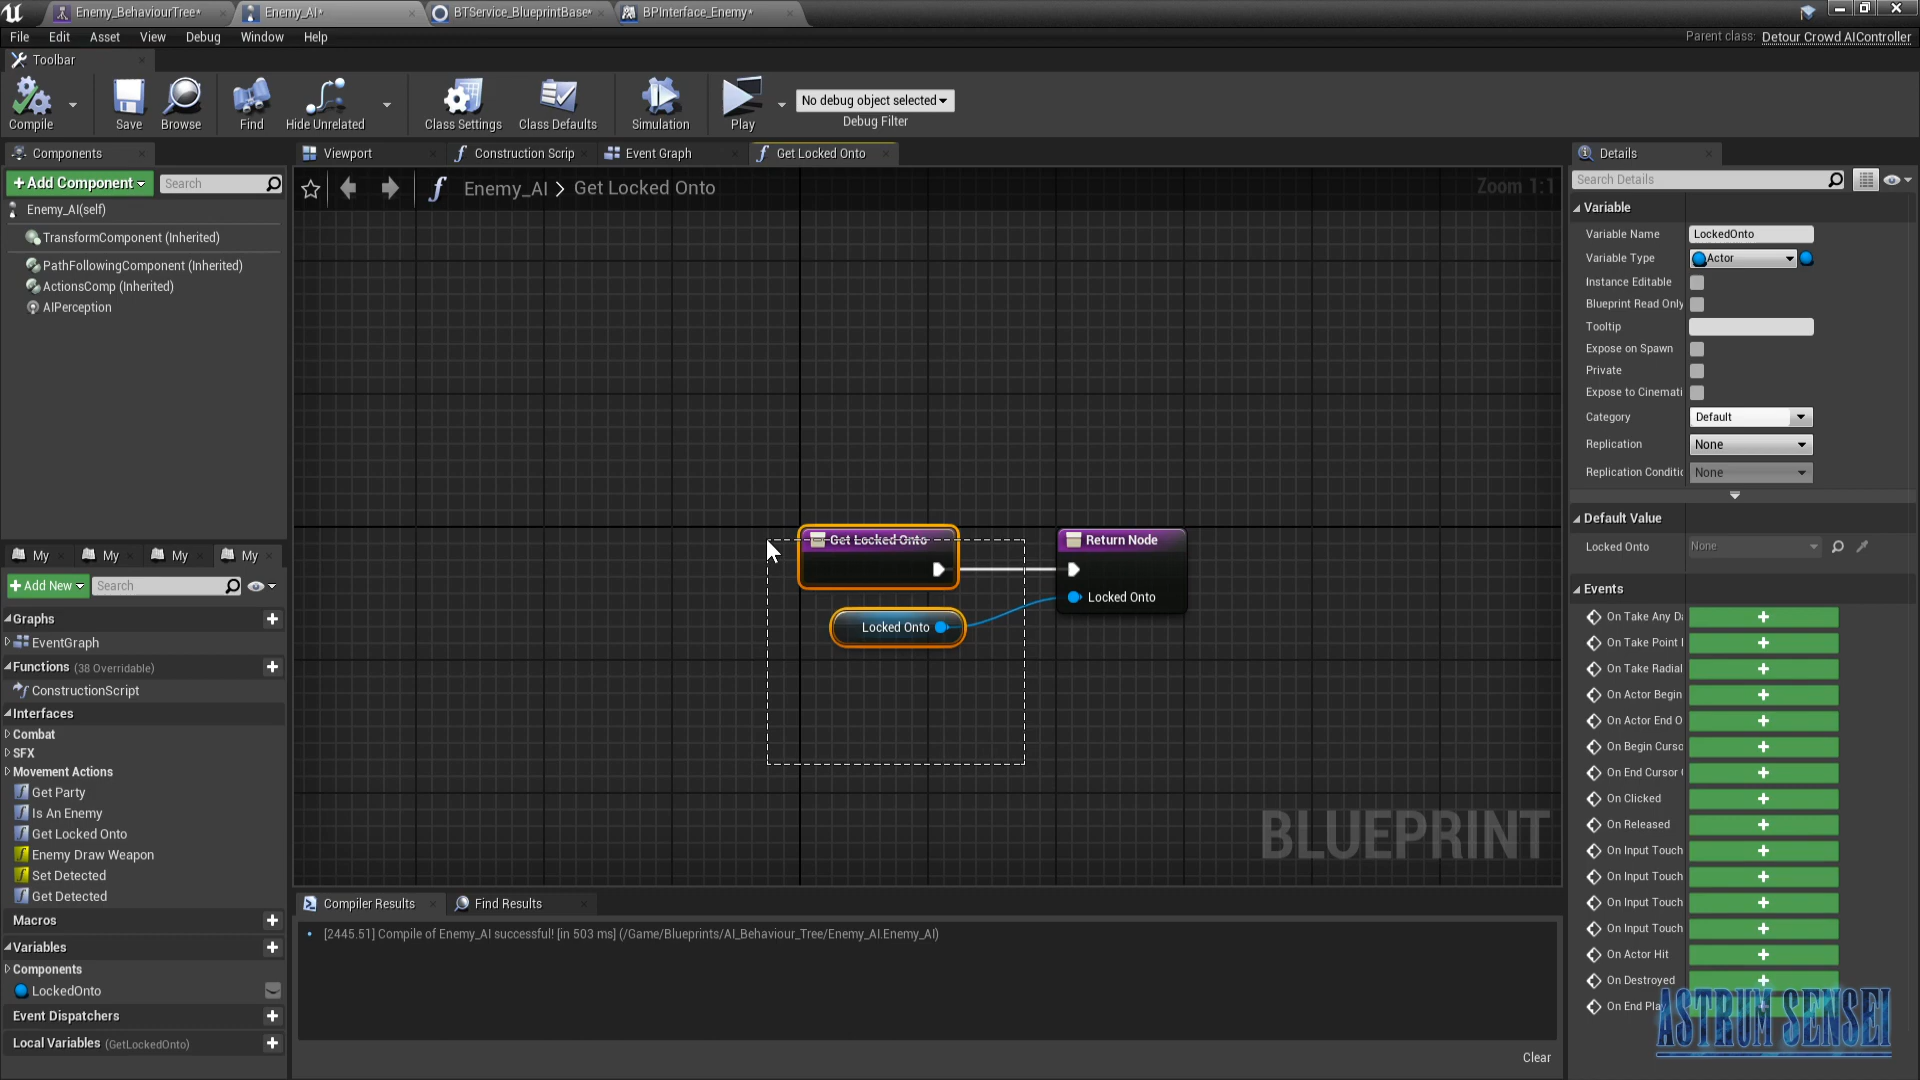 Enemy_BehaviourTree*
Enemy_AI*
BTService_BlueprintBase*
BPInterface_Enemy*
File Edit Asset View Debug Window Help
Parent class: Detour Crowd AIController
Toolbar
Compile
Save
Browse
Find
Hide Unrelated
Class Settings
Class Defaults
Simulation
Play
No debug object selected
Debug Filter
Components
Viewport
Construction Scrip
Event Graph
Get Locked Onto
Details
+Add Component
Search
Enemy_AI > Get Locked Onto
Zoom 1:1
Search Details
Enemy_AI(self)
TransformComponent (Inherited)
PathFollowingComponent (Inherited)
ActionsComp (Inherited)
AIPerception
Variable
Variable Name
LockedOnto
Variable Type
Actor
Instance Editable
Blueprint Read Only
Tooltip
Expose on Spawn
Private
Expose to Cinemati
Category
Default
Replication
None
Replication Conditic
None
Default Value
Locked Onto
None
Events
On Take Any Da
On Take Point I
On Take Radial
On Actor Begin
On Actor End O
On Begin Curso
On End Cursor
On Clicked
On Released
On Input Touch
On Input Touch
On Input Touch
On Input Touch
On Actor Hit
On Destroyed
On End Play
Get Locked Onto
Return Node
Locked Onto
Locked Onto
BLUEPRINT
My
My
My
My
+Add New
Search
Graphs
EventGraph
Functions (38 Overridable)
ConstructionScript
Interfaces
Combat
SFX
Movement Actions
Get Party
Is An Enemy
Get Locked Onto
Enemy Draw Weapon
Set Detected
Get Detected
Macros
Variables
Components
LockedOnto
Event Dispatchers
Local Variables (GetLockedOnto)
Compiler Results
Find Results
[2445.51] Compile of Enemy_AI successful! [in 503 ms] (/Game/Blueprints/AI_Behaviour_Tree/Enemy_AI.Enemy_AI)
Clear
ASTRUM SENSEI